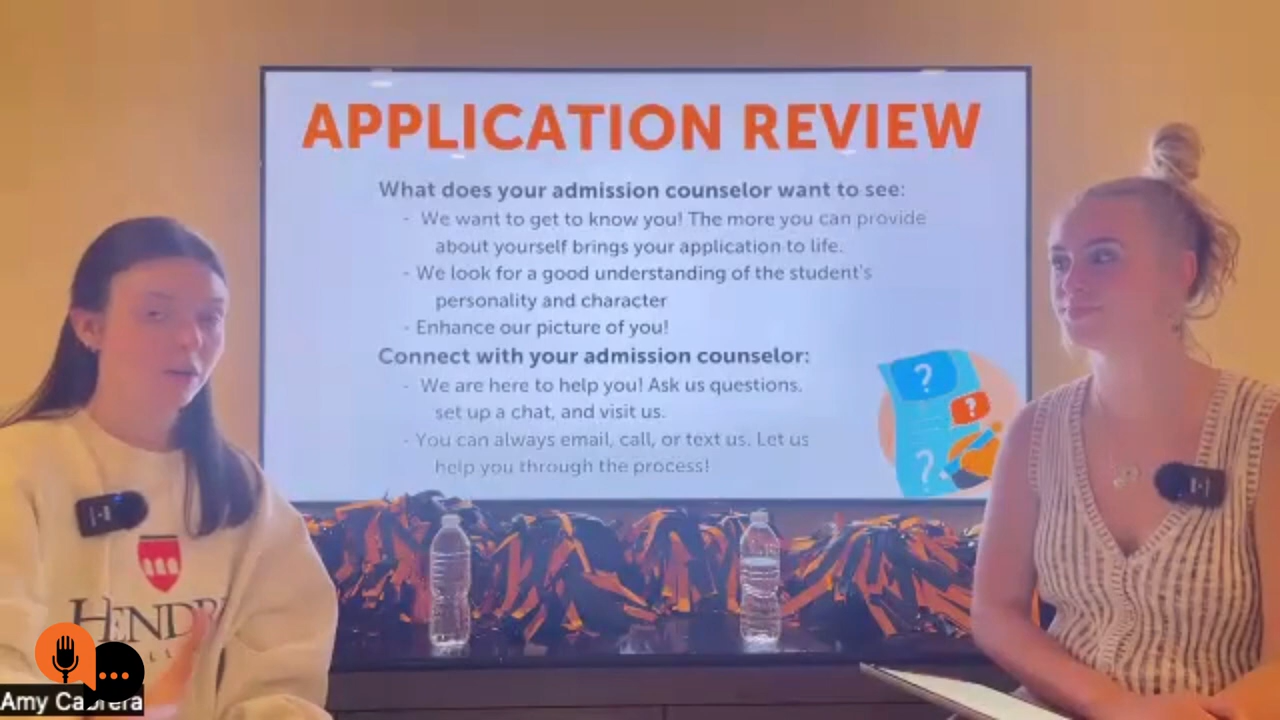 APPLICATION REVIEW
What does your admission counselor want to see:
- We want to get to know you! The more you can provide
about yourself brings your application to life.
- We look for a good understanding of the student's
personality and character
- Enhance our picture of you!
Connect with your admission counselor:
- We are here to help you! Ask us questions,
set up a chat, and visit us.
- You can always email, call, or text us. Let us
help you through the process!
?
?
?
HENDR
Amy Cabrera